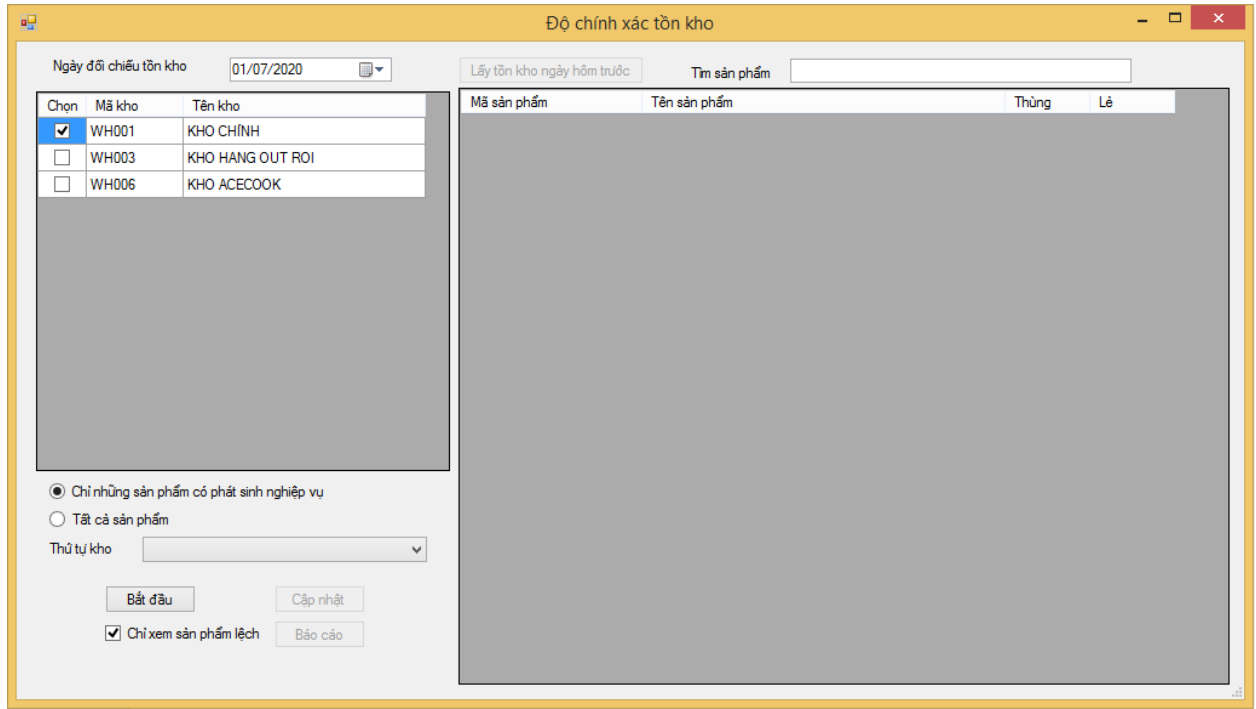 Độ chính xác tồn kho
Ngày đối chiếu tồn kho 01/07/2020 Lấy tồn kho ngày hôm trước Tìm sản phẩm
Chọn Mã kho Tên kho
WH001 KHO CHÍNH
WH003 KHO HANG OUT ROI
WH006 KHO ACECOOK
Mã sản phẩm Tên sản phẩm Thùng Lẻ
Chỉ những sản phẩm có phát sinh nghiệp vụ
Tất cả sản phẩm
Thứ tự kho
Bắt đầu Cập nhật
Chỉ xem sản phẩm lệch Báo cáo